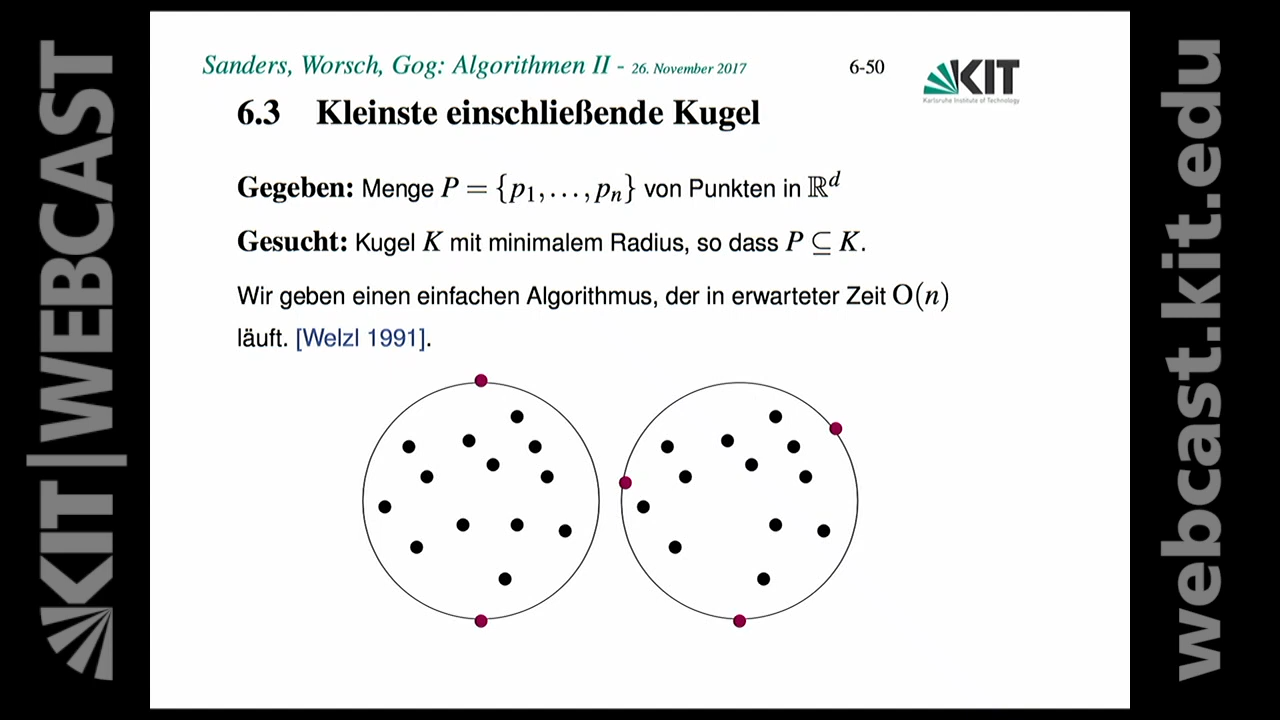 KIT | WEBCAST
Sanders, Worsch, Gog: Algorithmen II - 26. November 2017
6-50
KIT
Karlsruhe Institute of Technology
6.3 Kleinste einschließende Kugel
Gegeben: Menge P = {p₁,…,pₙ} von Punkten in ℝᵈ
Gesucht: Kugel K mit minimalem Radius, so dass P ⊆ K.
Wir geben einen einfachen Algorithmus, der in erwarteter Zeit O(n)
läuft. [Welzl 1991].
webcast.kit.edu